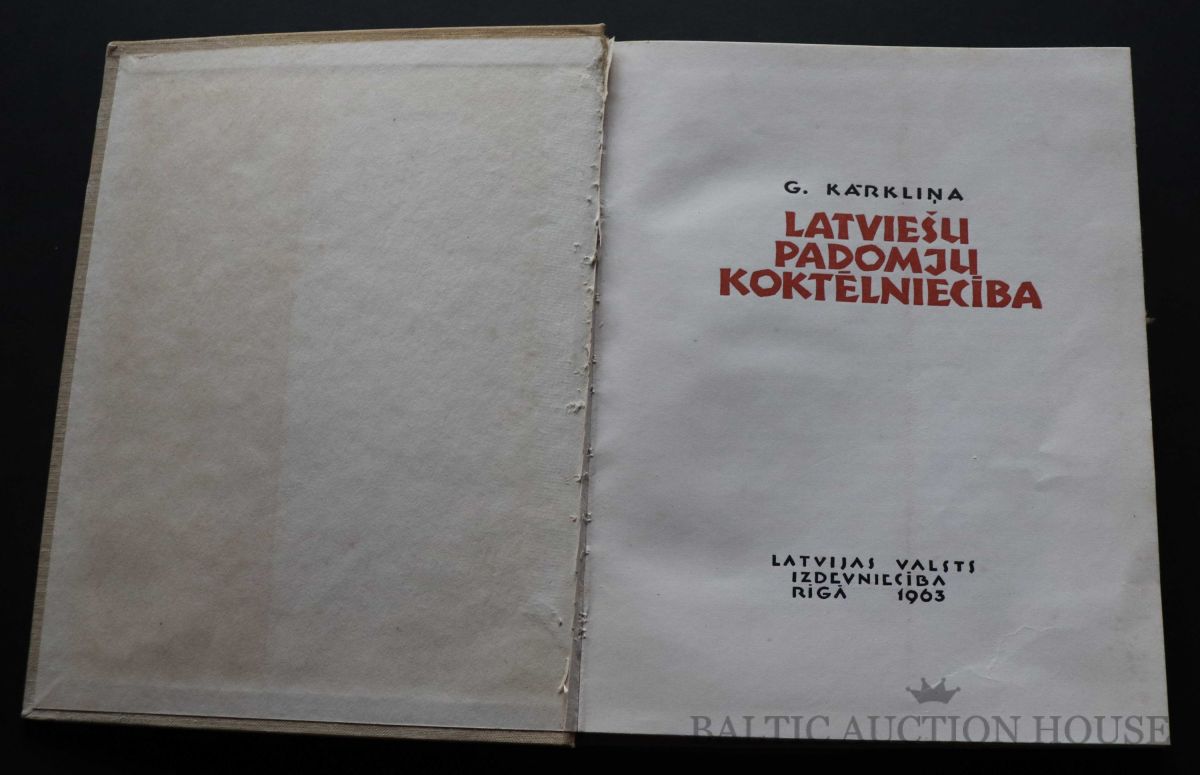 G. KĀRKLIŅA
LATVIEŠU
PADOMJU
KOKTĒLNIECĪBA
LATVIJAS VALSTS
IZDEVNIECĪBA
RĪGĀ 1963
BALTIC AUCTION HOUSE